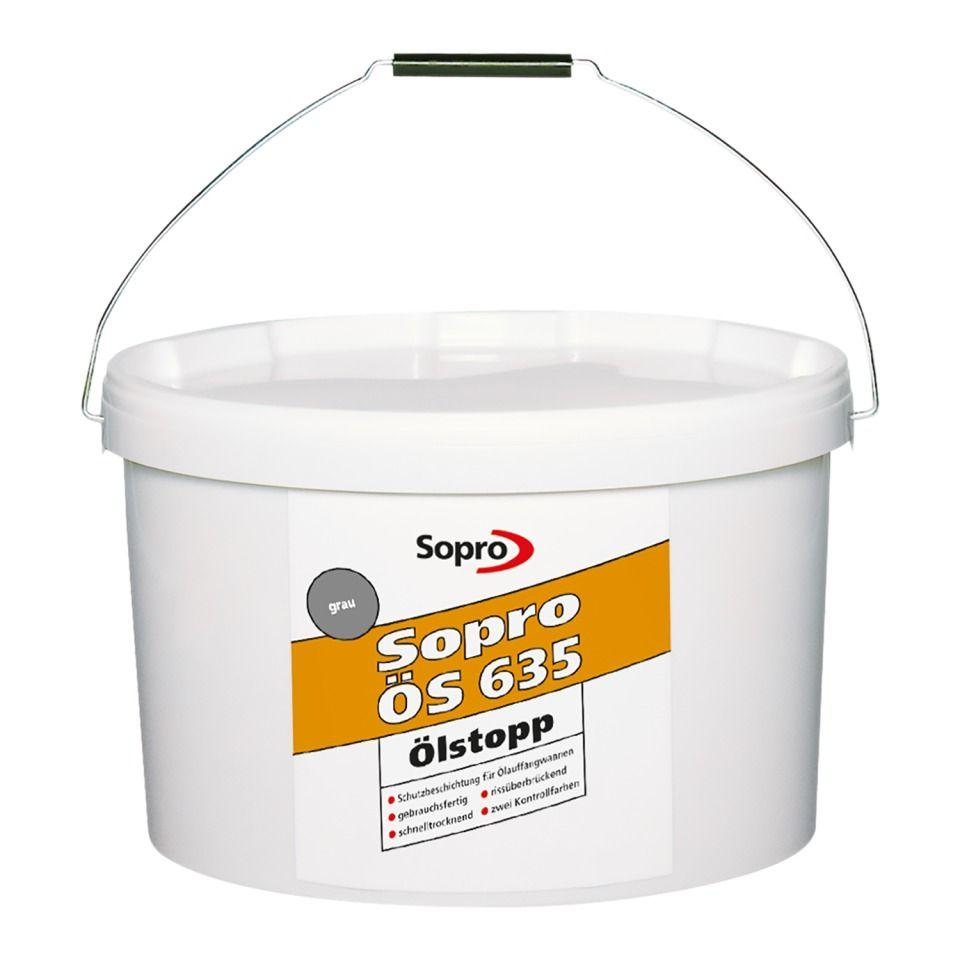 Sopro
grau
Sopro
ÖS 635
Ölstopp
Schutzbeschichtung für Ölauffangwannen
gebrauchsfertig
rissüberbrückend
schnelltrocknend
zwei Kontrollfarben